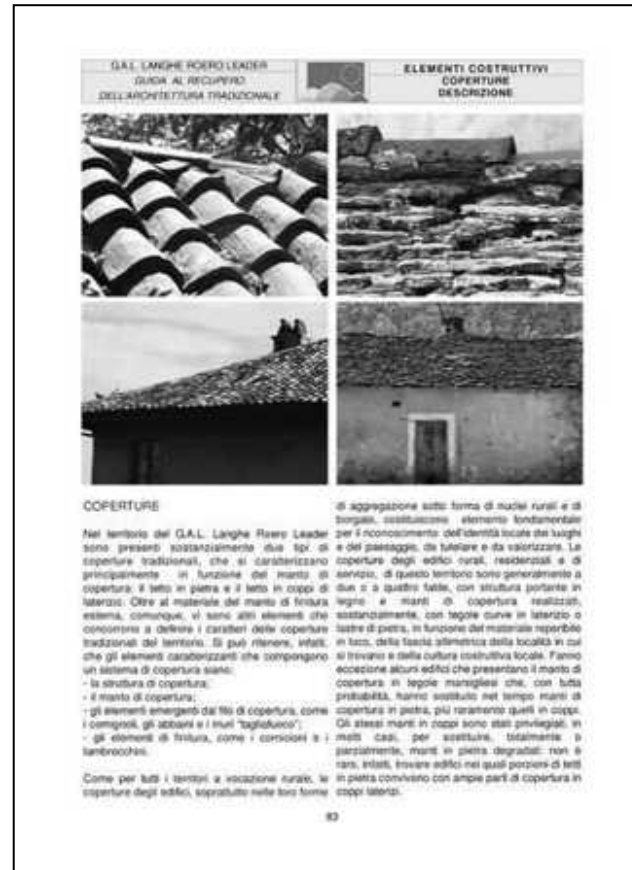 G.A.L. LANGHE ROERO LEADER
GUIDA AL RECUPERO
DELL'ARCHITETTURA TRADIZIONALE
ELEMENTI COSTRUTTIVI
COPERTURE
DESCRIZIONE
COPERTURE
Nel territorio del G.A.L. Langhe Roero Leader
sono presenti sostanzialmente due tipi di
coperture tradizionali, che si caratterizzano
principalmente in funzione del manto di
copertura: il tetto in pietra e il tetto in coppi di
laterizio. Oltre al materiale del manto di finitura
esterna, comunque, vi sono altri elementi che
concorrono a definire i caratteri delle coperture
tradizionali del territorio. Si può ritenere, infatti,
che gli elementi caratterizzanti che compongono
un sistema di copertura siano:
- la struttura di copertura;
- il manto di copertura;
- gli elementi emergenti dal filo di copertura, come
i comignoli, gli abbaini e i muri "tagliafuoco";
- gli elementi di finitura, come i cornicioni e i
lambrecchini.
Come per tutti i territori a vocazione rurale, le
coperture degli edifici, soprattutto nelle loro forme
di aggregazione sotto forma di nuclei rurali e di
borgate, costituiscono elemento fondamentale
per il riconoscimento dell'identità locale dei luoghi
e del paesaggio, da tutelare e da valorizzare. Le
coperture degli edifici rurali, residenziali e di
servizio, di questo territorio sono generalmente a
due o a quattro falde, con struttura portante in
legno e manti di copertura realizzati,
sostanzialmente, con tegole curve in laterizio o
lastre di pietra, in funzione del materiale reperibile
in loco, della fascia altimetrica della località in cui
si trovano e della cultura costruttiva locale. Fanno
eccezione alcuni edifici che presentano il manto di
copertura in tegole marsigliesi che, con tutta
probabilità, hanno sostituito nel tempo manti di
copertura in pietra, più raramente quelli in coppi.
Gli stessi manti in coppi sono stati privilegiati, in
molti casi, per sostituire, totalmente o
parzialmente, manti in pietra degradati: non è
raro, infatti, trovare edifici nei quali porzioni di tetti
in pietra convivono con ampie parti di copertura in
coppi laterizi.
83